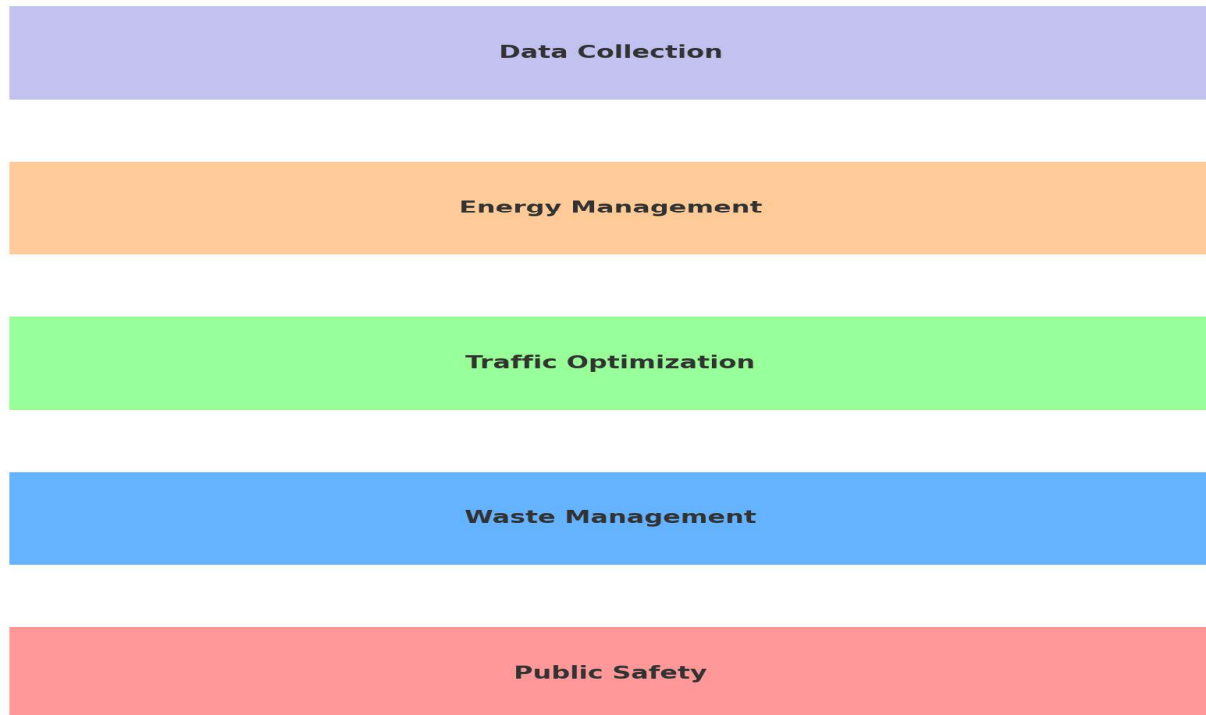 Data Collection
Energy Management
Traffic Optimization
Waste Management
Public Safety